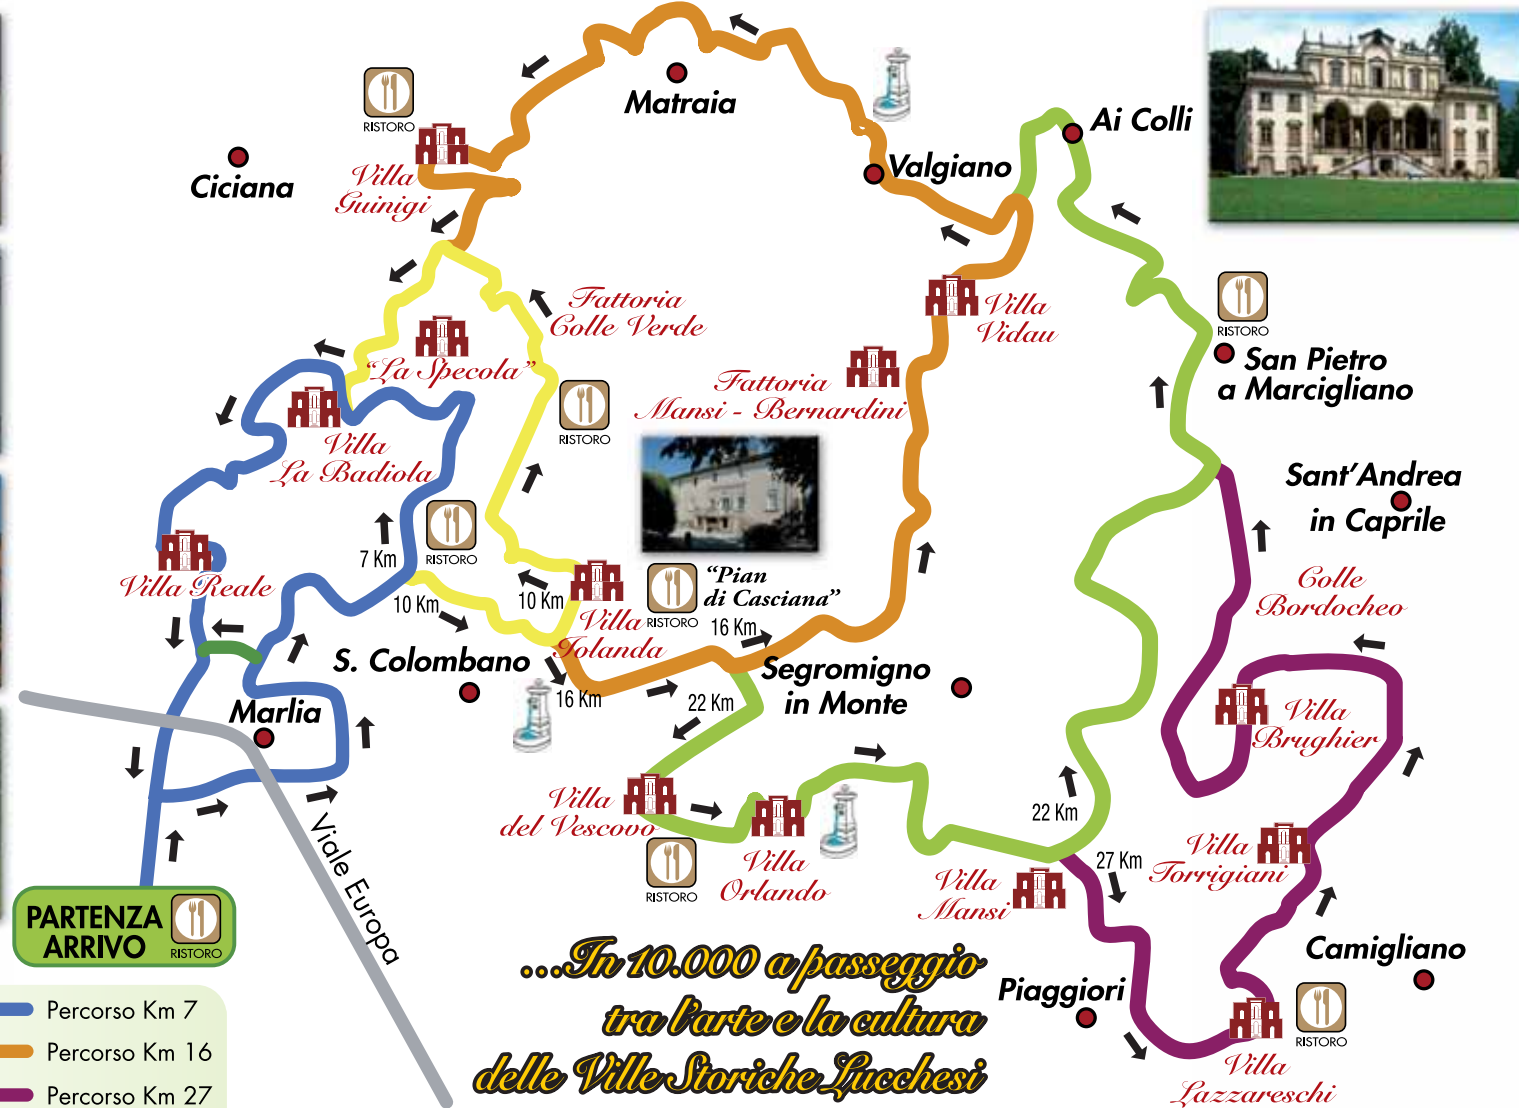 Matraia
Ai Colli
RISTORO
Ciciana
Villa
Guinigi
Valgiano
Fattoria
Colle Verde
Villa
Vidau
RISTORO
San Pietro
a Marcigliano
"La Specola"
Fattoria
Mansi - Bernardini
RISTORO
Villa
La Badiola
Sant'Andrea
in Caprile
RISTORO
7 Km
Villa Reale
10 Km
10 Km
RISTORO
"Pian
di Casciana"
16 Km
Villa
Iolanda
Colle
Bordocheo
S. Colombano
16 Km
22 Km
Segromigno
in Monte
Marlia
Villa
Brughier
Villa
del Vescovo
RISTORO
Villa
Orlando
22 Km
27 Km
Villa
Mansi
Villa
Torrigiani
Viale Europa
PARTENZA
ARRIVO
RISTORO
Camigliano
Piaggiori
RISTORO
Villa
Lazzareschi
...In 10.000 a passeggio
tra l'arte e la cultura
delle Ville Storiche Lucchesi
Percorso Km 7
Percorso Km 16
Percorso Km 27